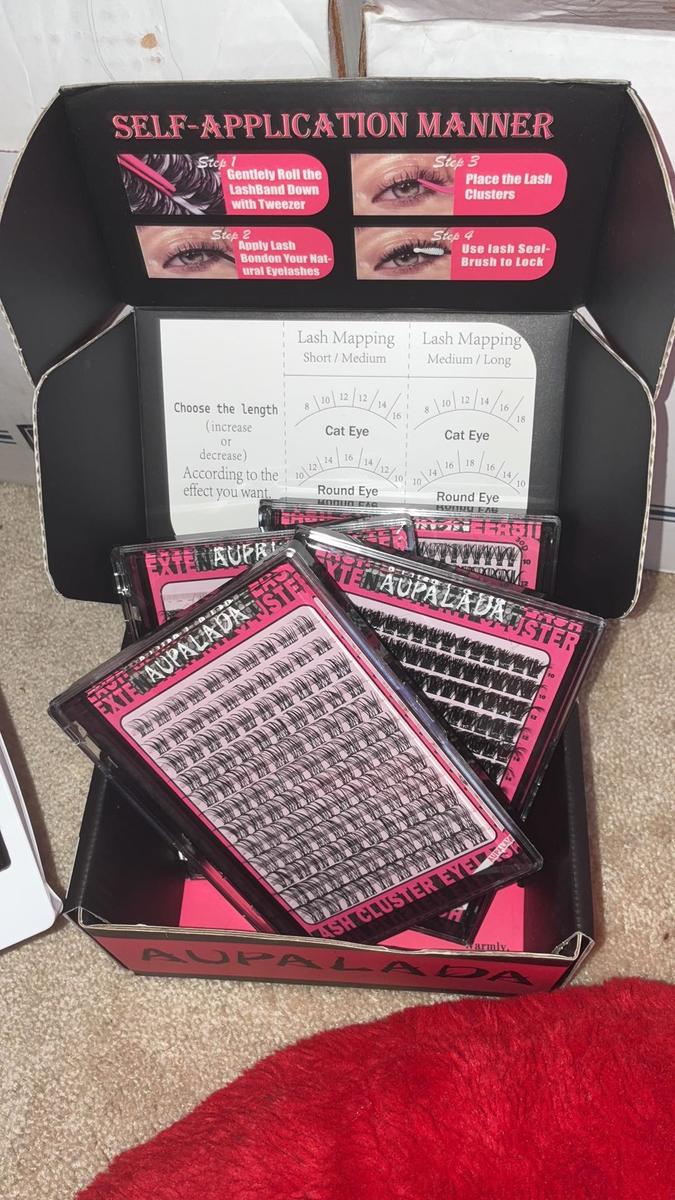 SELF-APPLICATION MANNER
Step 1
Gentlely Roll the
LashBand Down
with Tweezer
Step 3
Place the Lash
Clusters
Step 2
Apply Lash
Bondon Your Nat-
ural Eyelashes
Step 4
Use lash Seal-
Brush to Lock
Choose the length
(increase
or
decrease)
According to the
effect you want.
Lash Mapping
Short / Medium
8 10 12 12 14 16
Cat Eye
10 12 14 16 14 12 10
Round Eye
Lash Mapping
Medium / Long
8 10 12 14 16 18
Cat Eye
10 14 16 18 16 14 10
Round Eye
AUPALADA
AUPALADA
LASH CLUSTER EYEL
Warmly,
AUPALADA